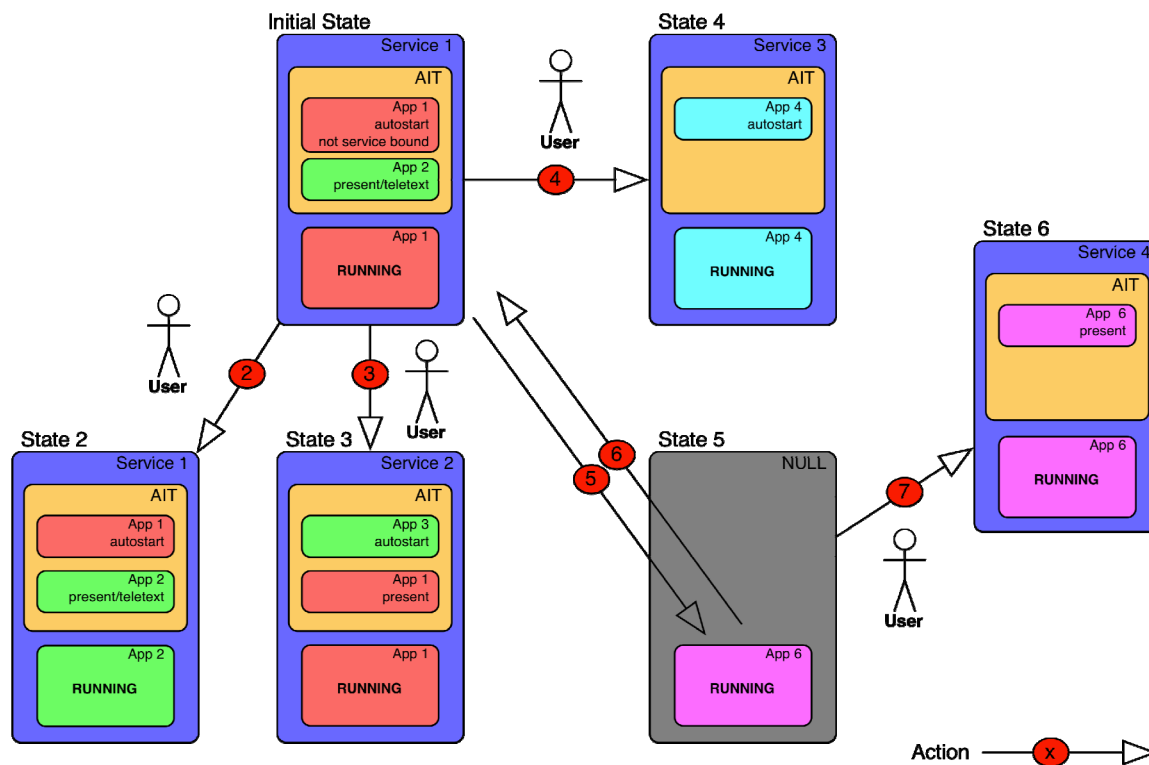 Initial State
Service 1
AIT
App 1
autostart
not service bound
App 2
present/teletext
App 1
RUNNING
State 4
Service 3
AIT
App 4
autostart
App 4
RUNNING
User
4
State 6
Service 4
AIT
App 6
present
App 6
RUNNING
User
2
3
User
5
6
7
User
State 2
Service 1
AIT
App 1
autostart
App 2
present/teletext
App 2
RUNNING
State 3
Service 2
AIT
App 3
autostart
App 1
present
App 1
RUNNING
State 5
NULL
App 6
RUNNING
Action x